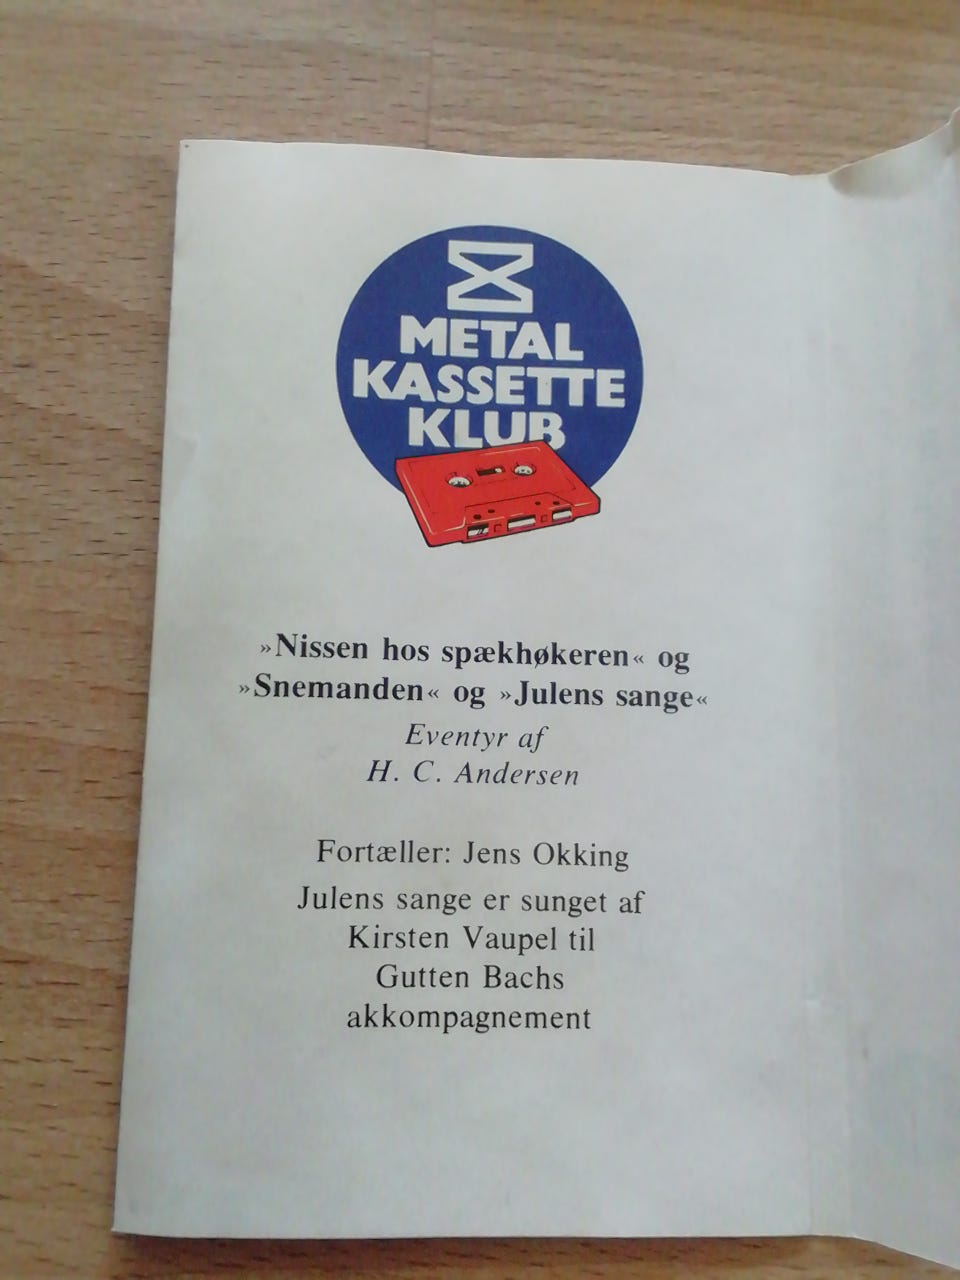 METAL
KASSETTE
KLUB
»Nissen hos spækhøkeren« og
»Snemanden« og »Julens sange«
Eventyr af
H. C. Andersen
Fortæller: Jens Okking
Julens sange er sunget af
Kirsten Vaupel til
Gutten Bachs
akkompagnement